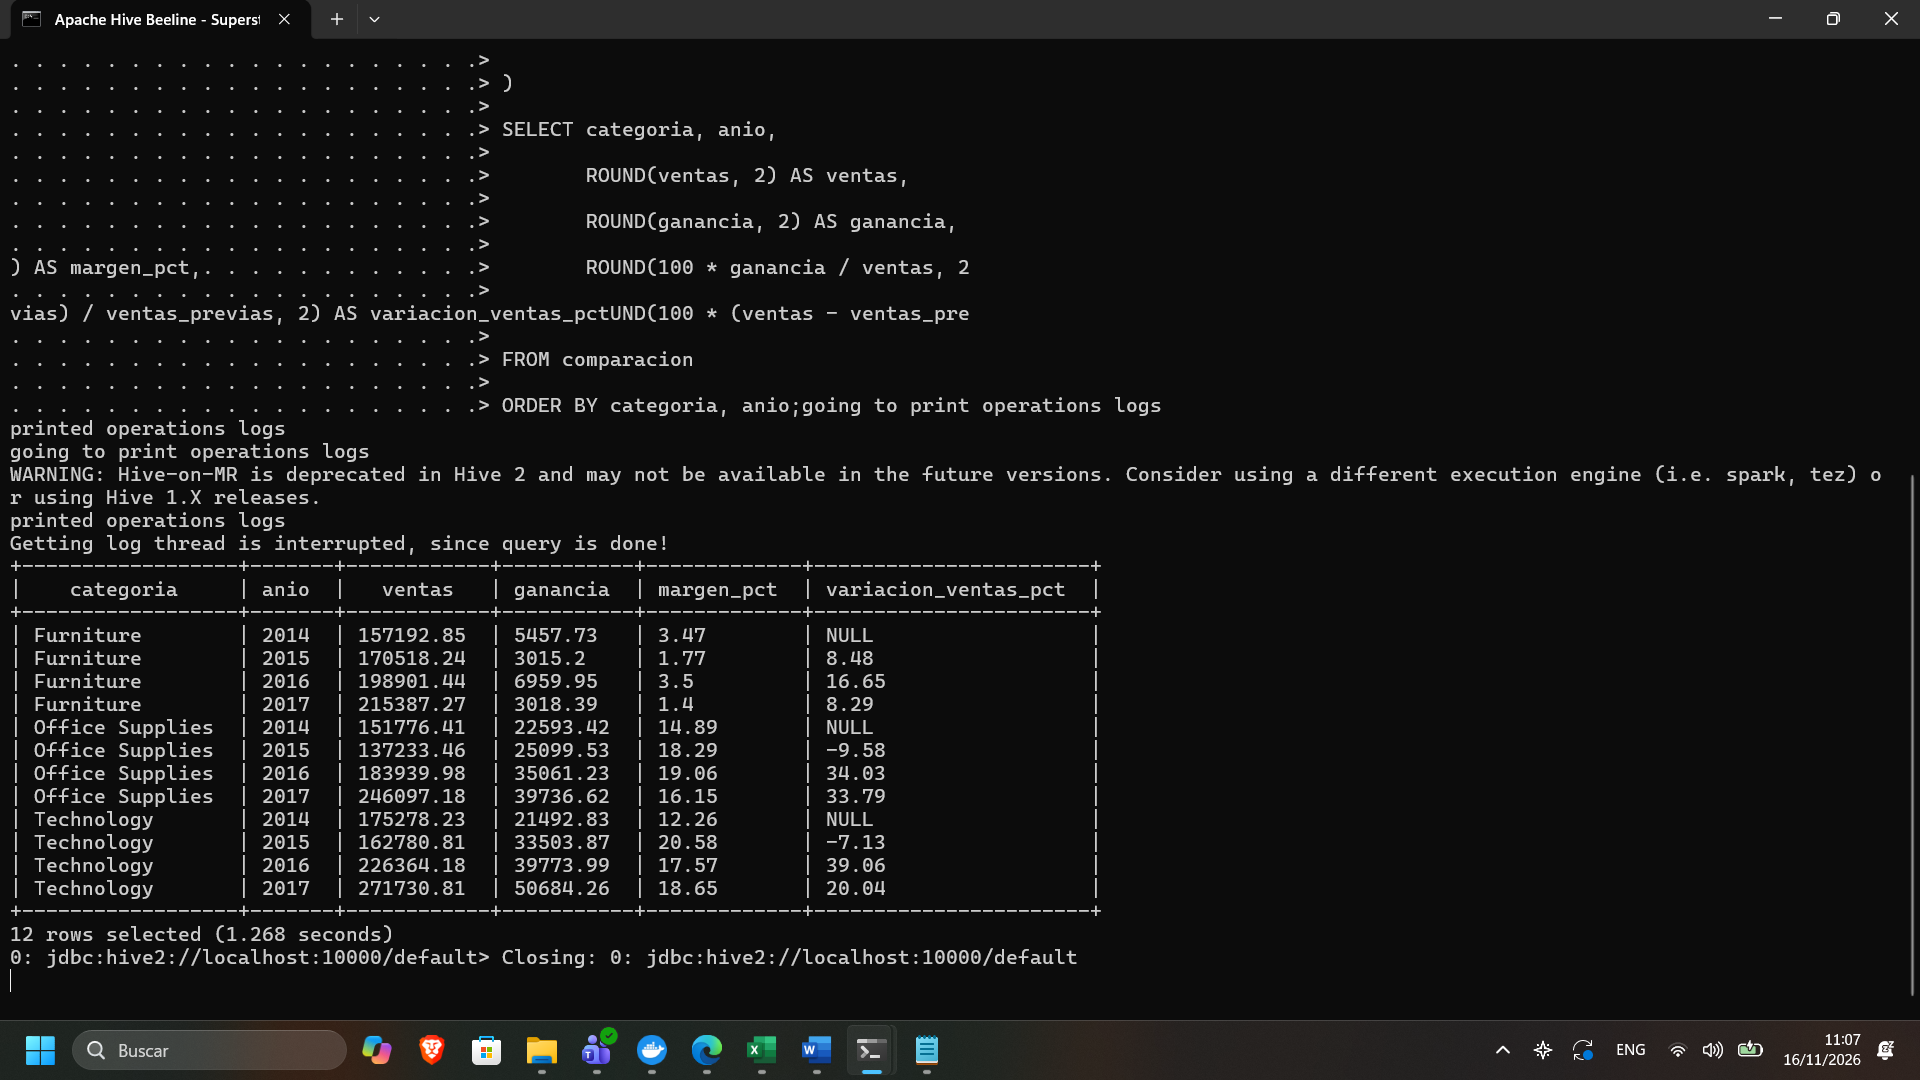 Apache Hive Beeline - Superst
. . . . . . . . . . . . . . . . . . . .>
. . . . . . . . . . . . . . . . . . . .> )
. . . . . . . . . . . . . . . . . . . .>
. . . . . . . . . . . . . . . . . . . .> SELECT categoria, anio,
. . . . . . . . . . . . . . . . . . . .>
. . . . . . . . . . . . . . . . . . . .>        ROUND(ventas, 2) AS ventas,
. . . . . . . . . . . . . . . . . . . .>
. . . . . . . . . . . . . . . . . . . .>        ROUND(ganancia, 2) AS ganancia,
. . . . . . . . . . . . . . . . . . . .>
) AS margen_pct,. . . . . . . . . . . .>        ROUND(100 * ganancia / ventas, 2
. . . . . . . . . . . . . . . . . . . .>
vias) / ventas_previas, 2) AS variacion_ventas_pctUND(100 * (ventas - ventas_pre
. . . . . . . . . . . . . . . . . . . .>
. . . . . . . . . . . . . . . . . . . .> FROM comparacion
. . . . . . . . . . . . . . . . . . . .>
. . . . . . . . . . . . . . . . . . . .> ORDER BY categoria, anio;going to print operations logs
printed operations logs
going to print operations logs
WARNING: Hive-on-MR is deprecated in Hive 2 and may not be available in the future versions. Consider using a different execution engine (i.e. spark, tez) o
r using Hive 1.X releases.
printed operations logs
Getting log thread is interrupted, since query is done!
+-------------------+-------+------------+-----------+-------------+-----------------------+
|     categoria     | anio  |   ventas   | ganancia  | margen_pct  | variacion_ventas_pct  |
+-------------------+-------+------------+-----------+-------------+-----------------------+
| Furniture         | 2014  | 157192.85  | 5457.73   | 3.47        | NULL                  |
| Furniture         | 2015  | 170518.24  | 3015.2    | 1.77        | 8.48                  |
| Furniture         | 2016  | 198901.44  | 6959.95   | 3.5         | 16.65                 |
| Furniture         | 2017  | 215387.27  | 3018.39   | 1.4         | 8.29                  |
| Office Supplies   | 2014  | 151776.41  | 22593.42  | 14.89       | NULL                  |
| Office Supplies   | 2015  | 137233.46  | 25099.53  | 18.29       | -9.58                 |
| Office Supplies   | 2016  | 183939.98  | 35061.23  | 19.06       | 34.03                 |
| Office Supplies   | 2017  | 246097.18  | 39736.62  | 16.15       | 33.79                 |
| Technology        | 2014  | 175278.23  | 21492.83  | 12.26       | NULL                  |
| Technology        | 2015  | 162780.81  | 33503.87  | 20.58       | -7.13                 |
| Technology        | 2016  | 226364.18  | 39773.99  | 17.57       | 39.06                 |
| Technology        | 2017  | 271730.81  | 50684.26  | 18.65       | 20.04                 |
+-------------------+-------+------------+-----------+-------------+-----------------------+
12 rows selected (1.268 seconds)
0: jdbc:hive2://localhost:10000/default> Closing: 0: jdbc:hive2://localhost:10000/default
Buscar
ENG
11:07
16/11/2026